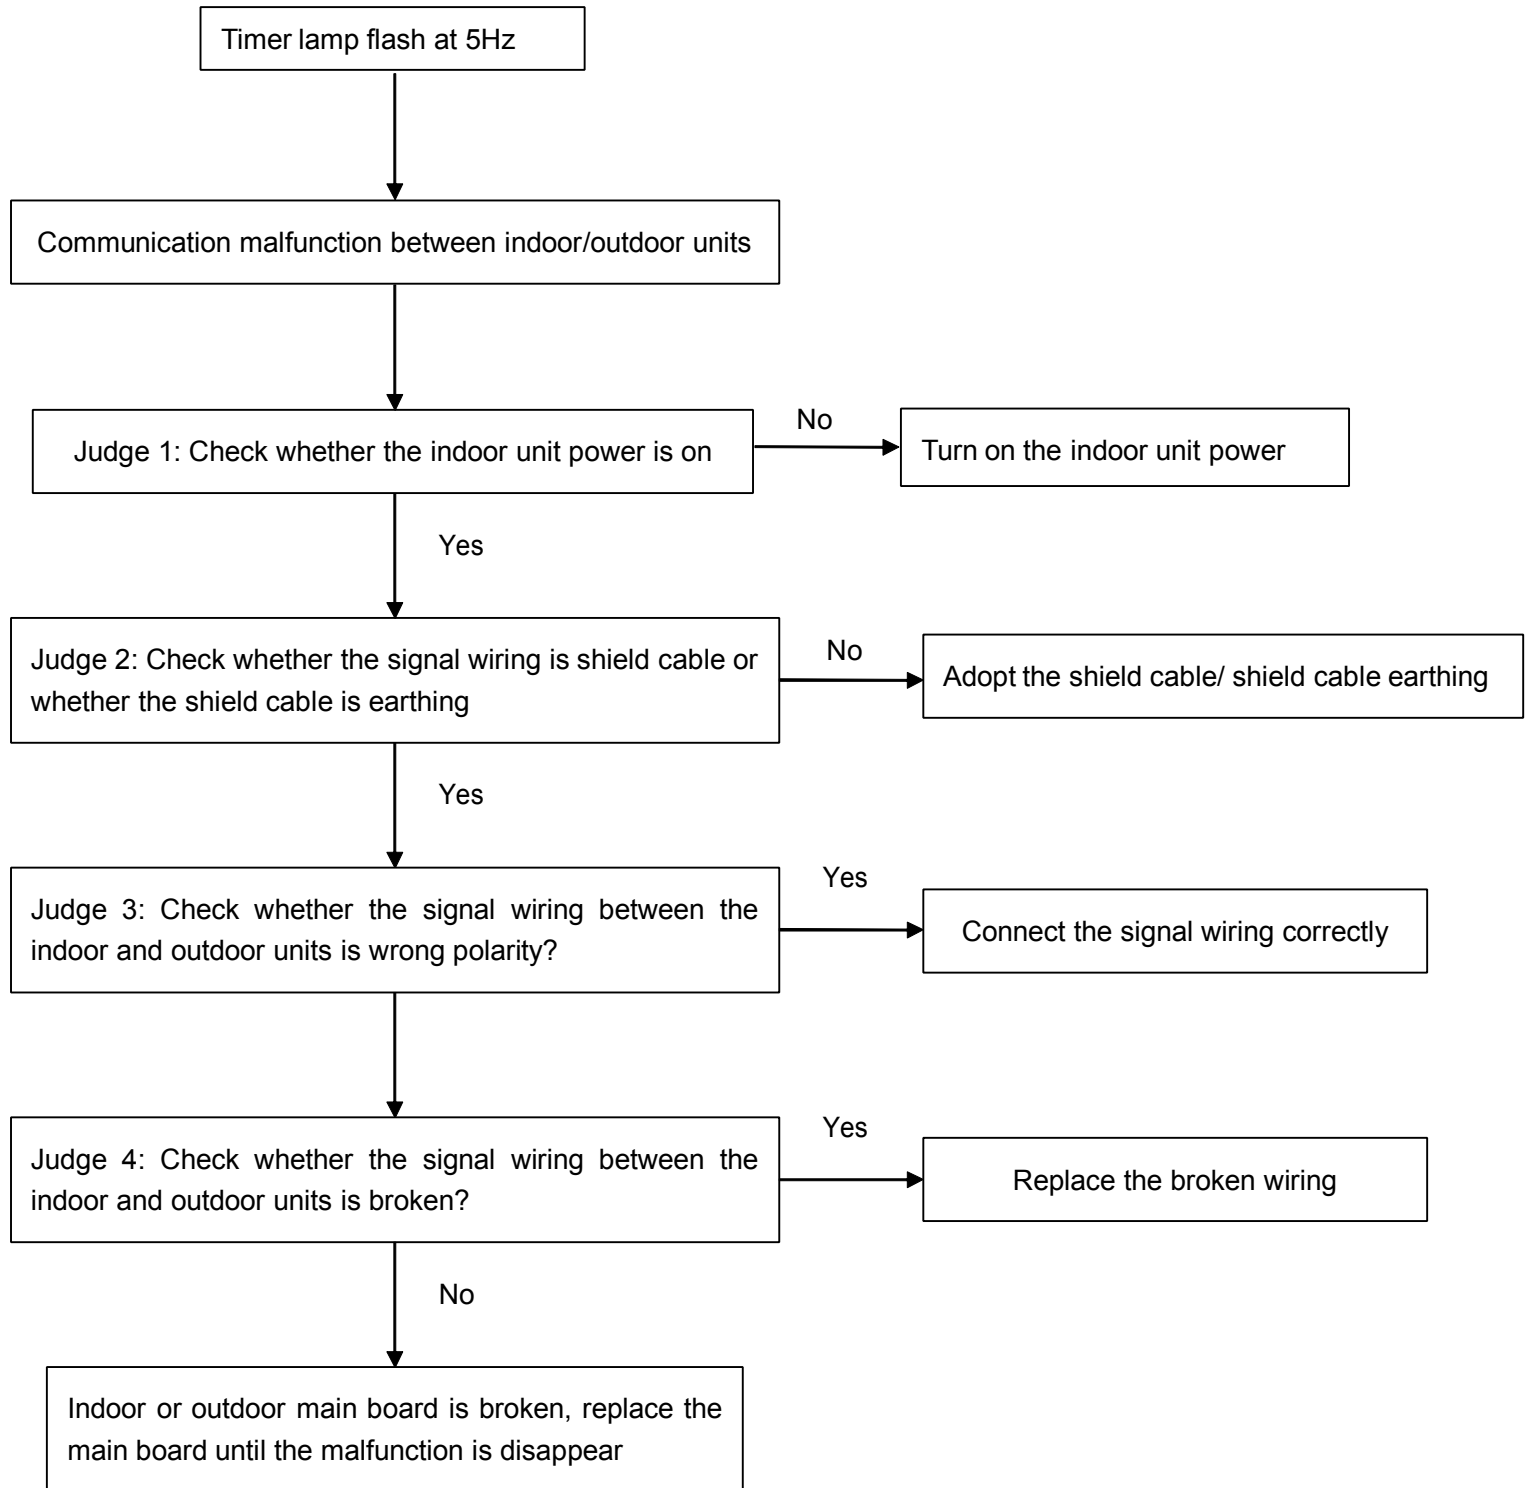 Timer lamp flash at 5Hz
Communication malfunction between indoor/outdoor units
Judge 1: Check whether the indoor unit power is on
No
Turn on the indoor unit power
Yes
Judge 2: Check whether the signal wiring is shield cable or
whether the shield cable is earthing
No
Adopt the shield cable/ shield cable earthing
Yes
Judge 3: Check whether the signal wiring between the
indoor and outdoor units is wrong polarity?
Yes
Connect the signal wiring correctly
Judge 4: Check whether the signal wiring between the
indoor and outdoor units is broken?
Yes
Replace the broken wiring
No
Indoor or outdoor main board is broken, replace the
main board until the malfunction is disappear